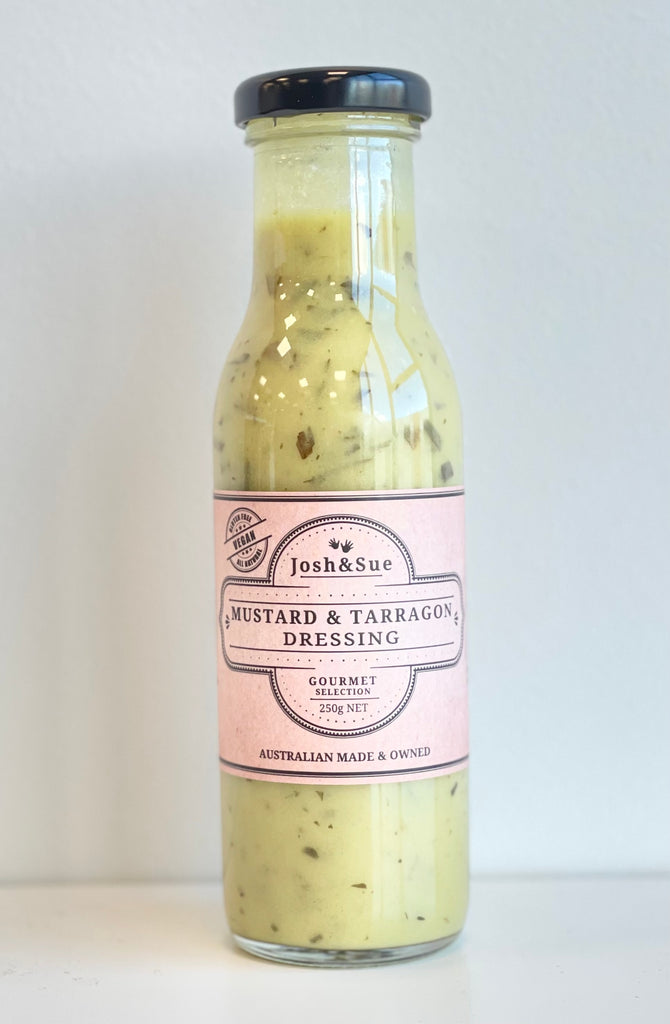 GLUTEN FREE
VEGAN
ALL NATURAL
Josh&Sue
MUSTARD & TARRAGON
DRESSING
GOURMET
SELECTION
250g NET
AUSTRALIAN MADE & OWNED